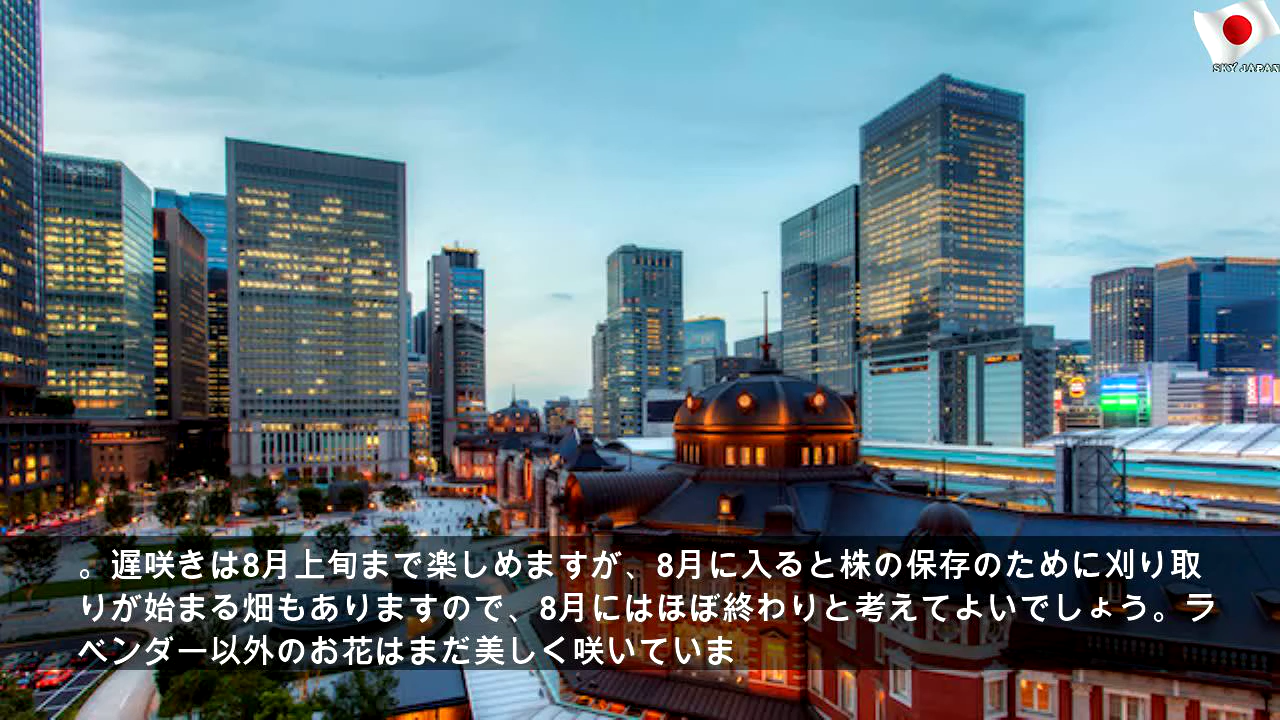 SKY JAPAN
。遅咲きは8月上旬まで楽しめますが、8月に入ると株の保存のために刈り取
りが始まる畑もありますので、8月にはほぼ終わりと考えてよいでしょう。ラ
ベンダー以外のお花はまだ美しく咲いていま